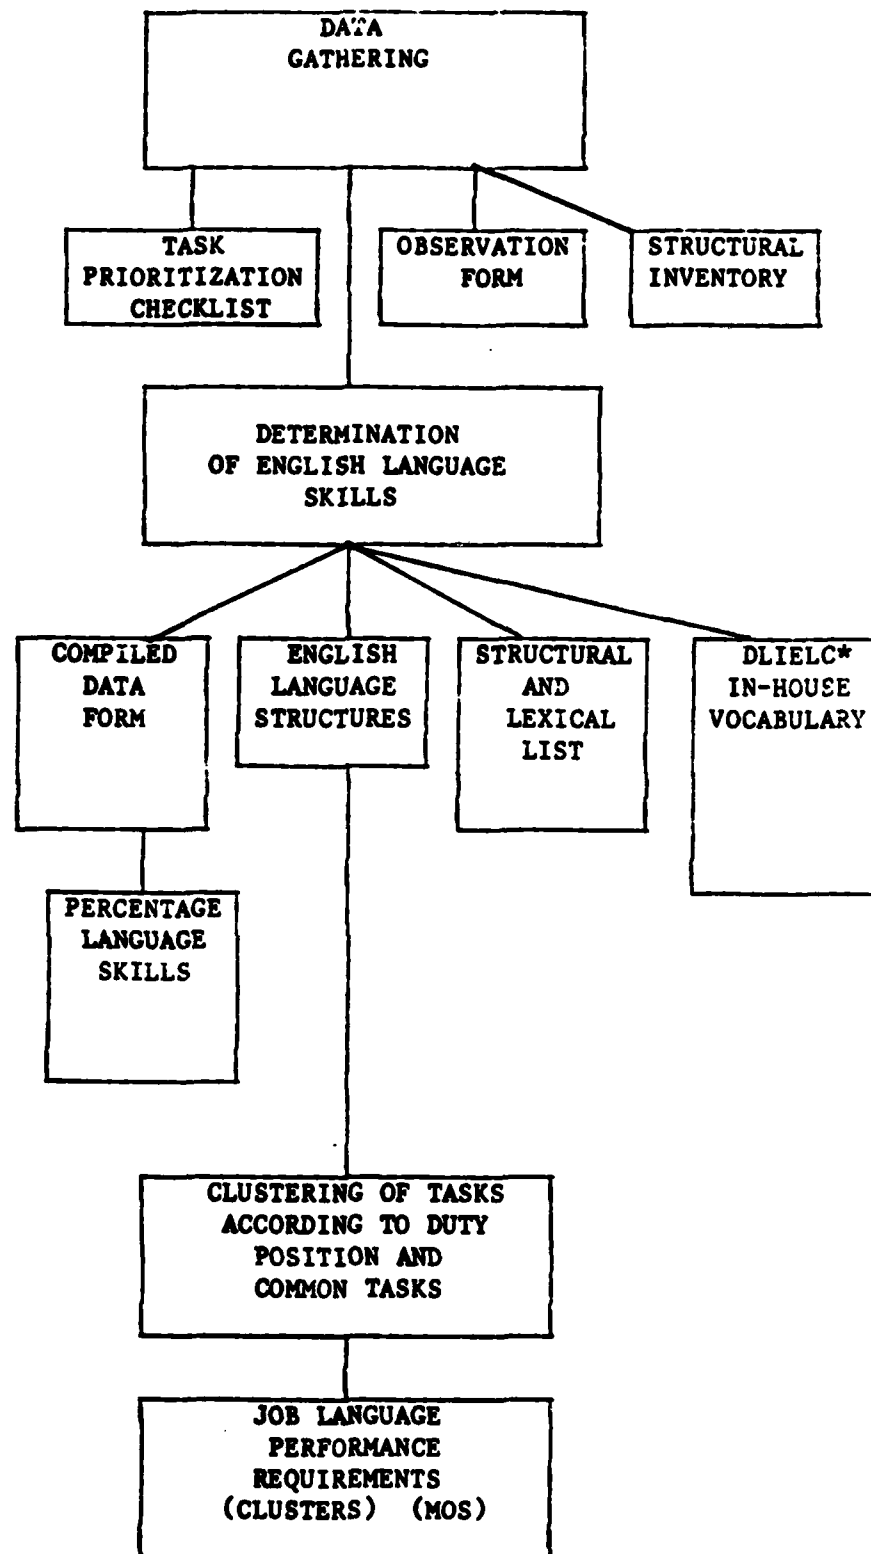 DATA
GATHERING
TASK
PRIORITIZATION
CHECKLIST
OBSERVATION
FORM
STRUCTURAL
INVENTORY
DETERMINATION
OF ENGLISH LANGUAGE
SKILLS
COMPILED
DATA
FORM
ENGLISH
LANGUAGE
STRUCTURES
STRUCTURAL
AND
LEXICAL
LIST
DLIELC*
IN-HOUSE
VOCABULARY
PERCENTAGE
LANGUAGE
SKILLS
CLUSTERING OF TASKS
ACCORDING TO DUTY
POSITION AND
COMMON TASKS
JOB LANGUAGE
PERFORMANCE
REQUIREMENTS
(CLUSTERS) (MOS)